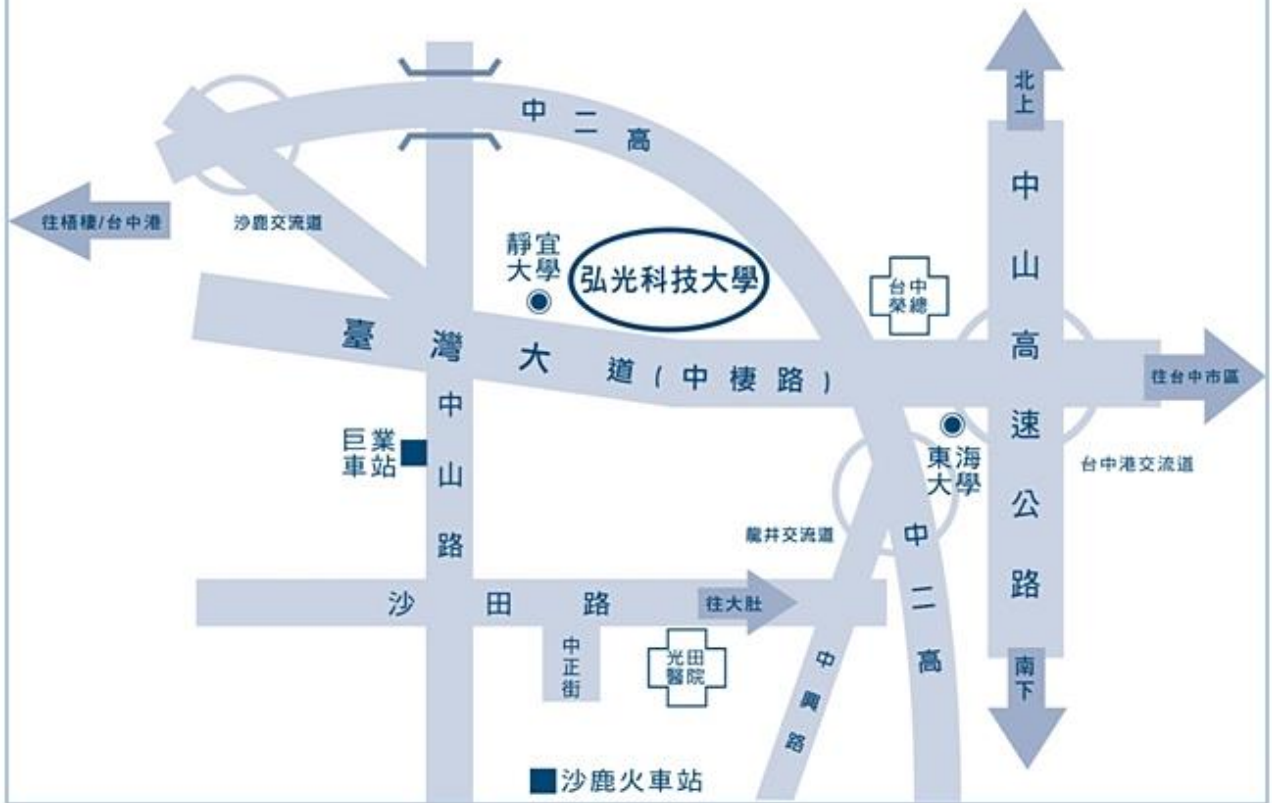 北上
中二高
中山高速公路
往梧棲/台中港
沙鹿交流道
靜宜
大學
弘光科技大學
台中
榮總
臺灣大道(中棲路)
往台中市區
中山路
巨業
車站
東海
大學
台中港交流道
龍井交流道
中二高
沙田路
往大肚
中正街
光田
醫院
中興路
南下
沙鹿火車站